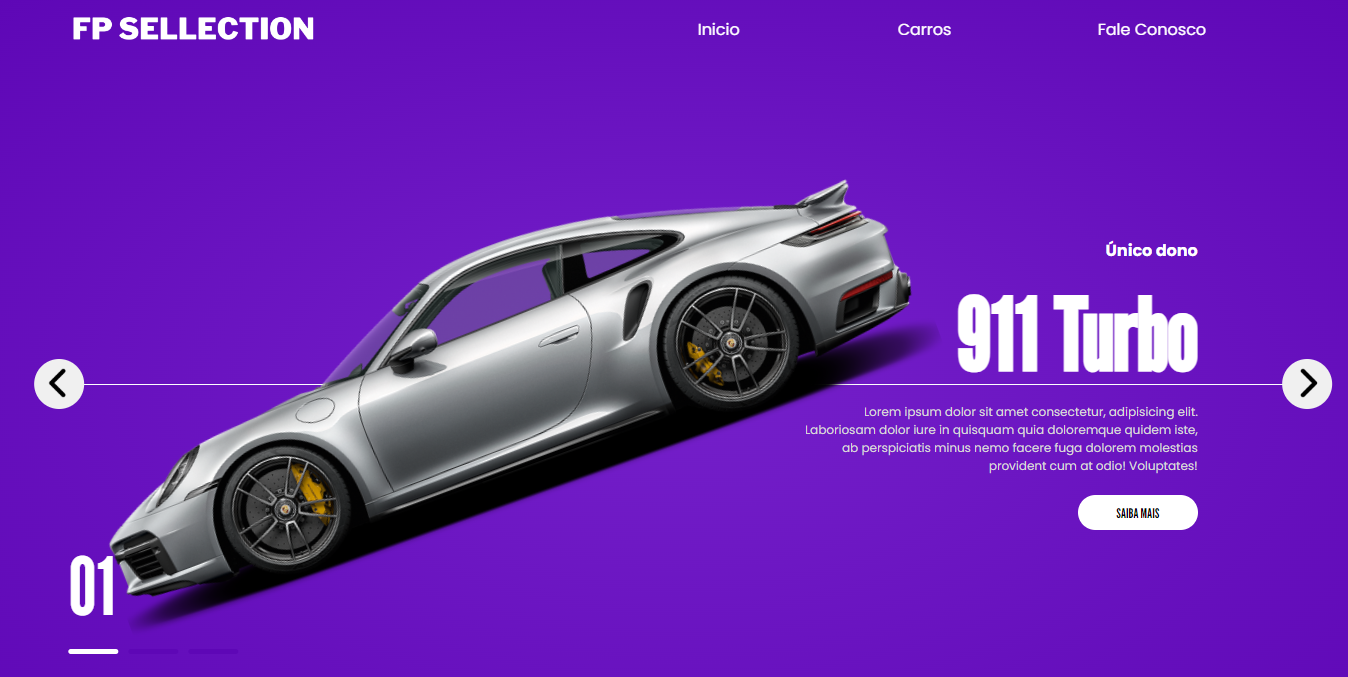 FP SELLECTION
Inicio
Carros
Fale Conosco
Único dono
911 Turbo
Lorem ipsum dolor sit amet consectetur, adipisicing elit.
Laboriosam dolor iure in quisquam quia doloremque quidem iste,
ab perspiciatis minus nemo facere fuga dolorem molestias
provident cum at odio! Voluptates!
SAIBA MAIS
01